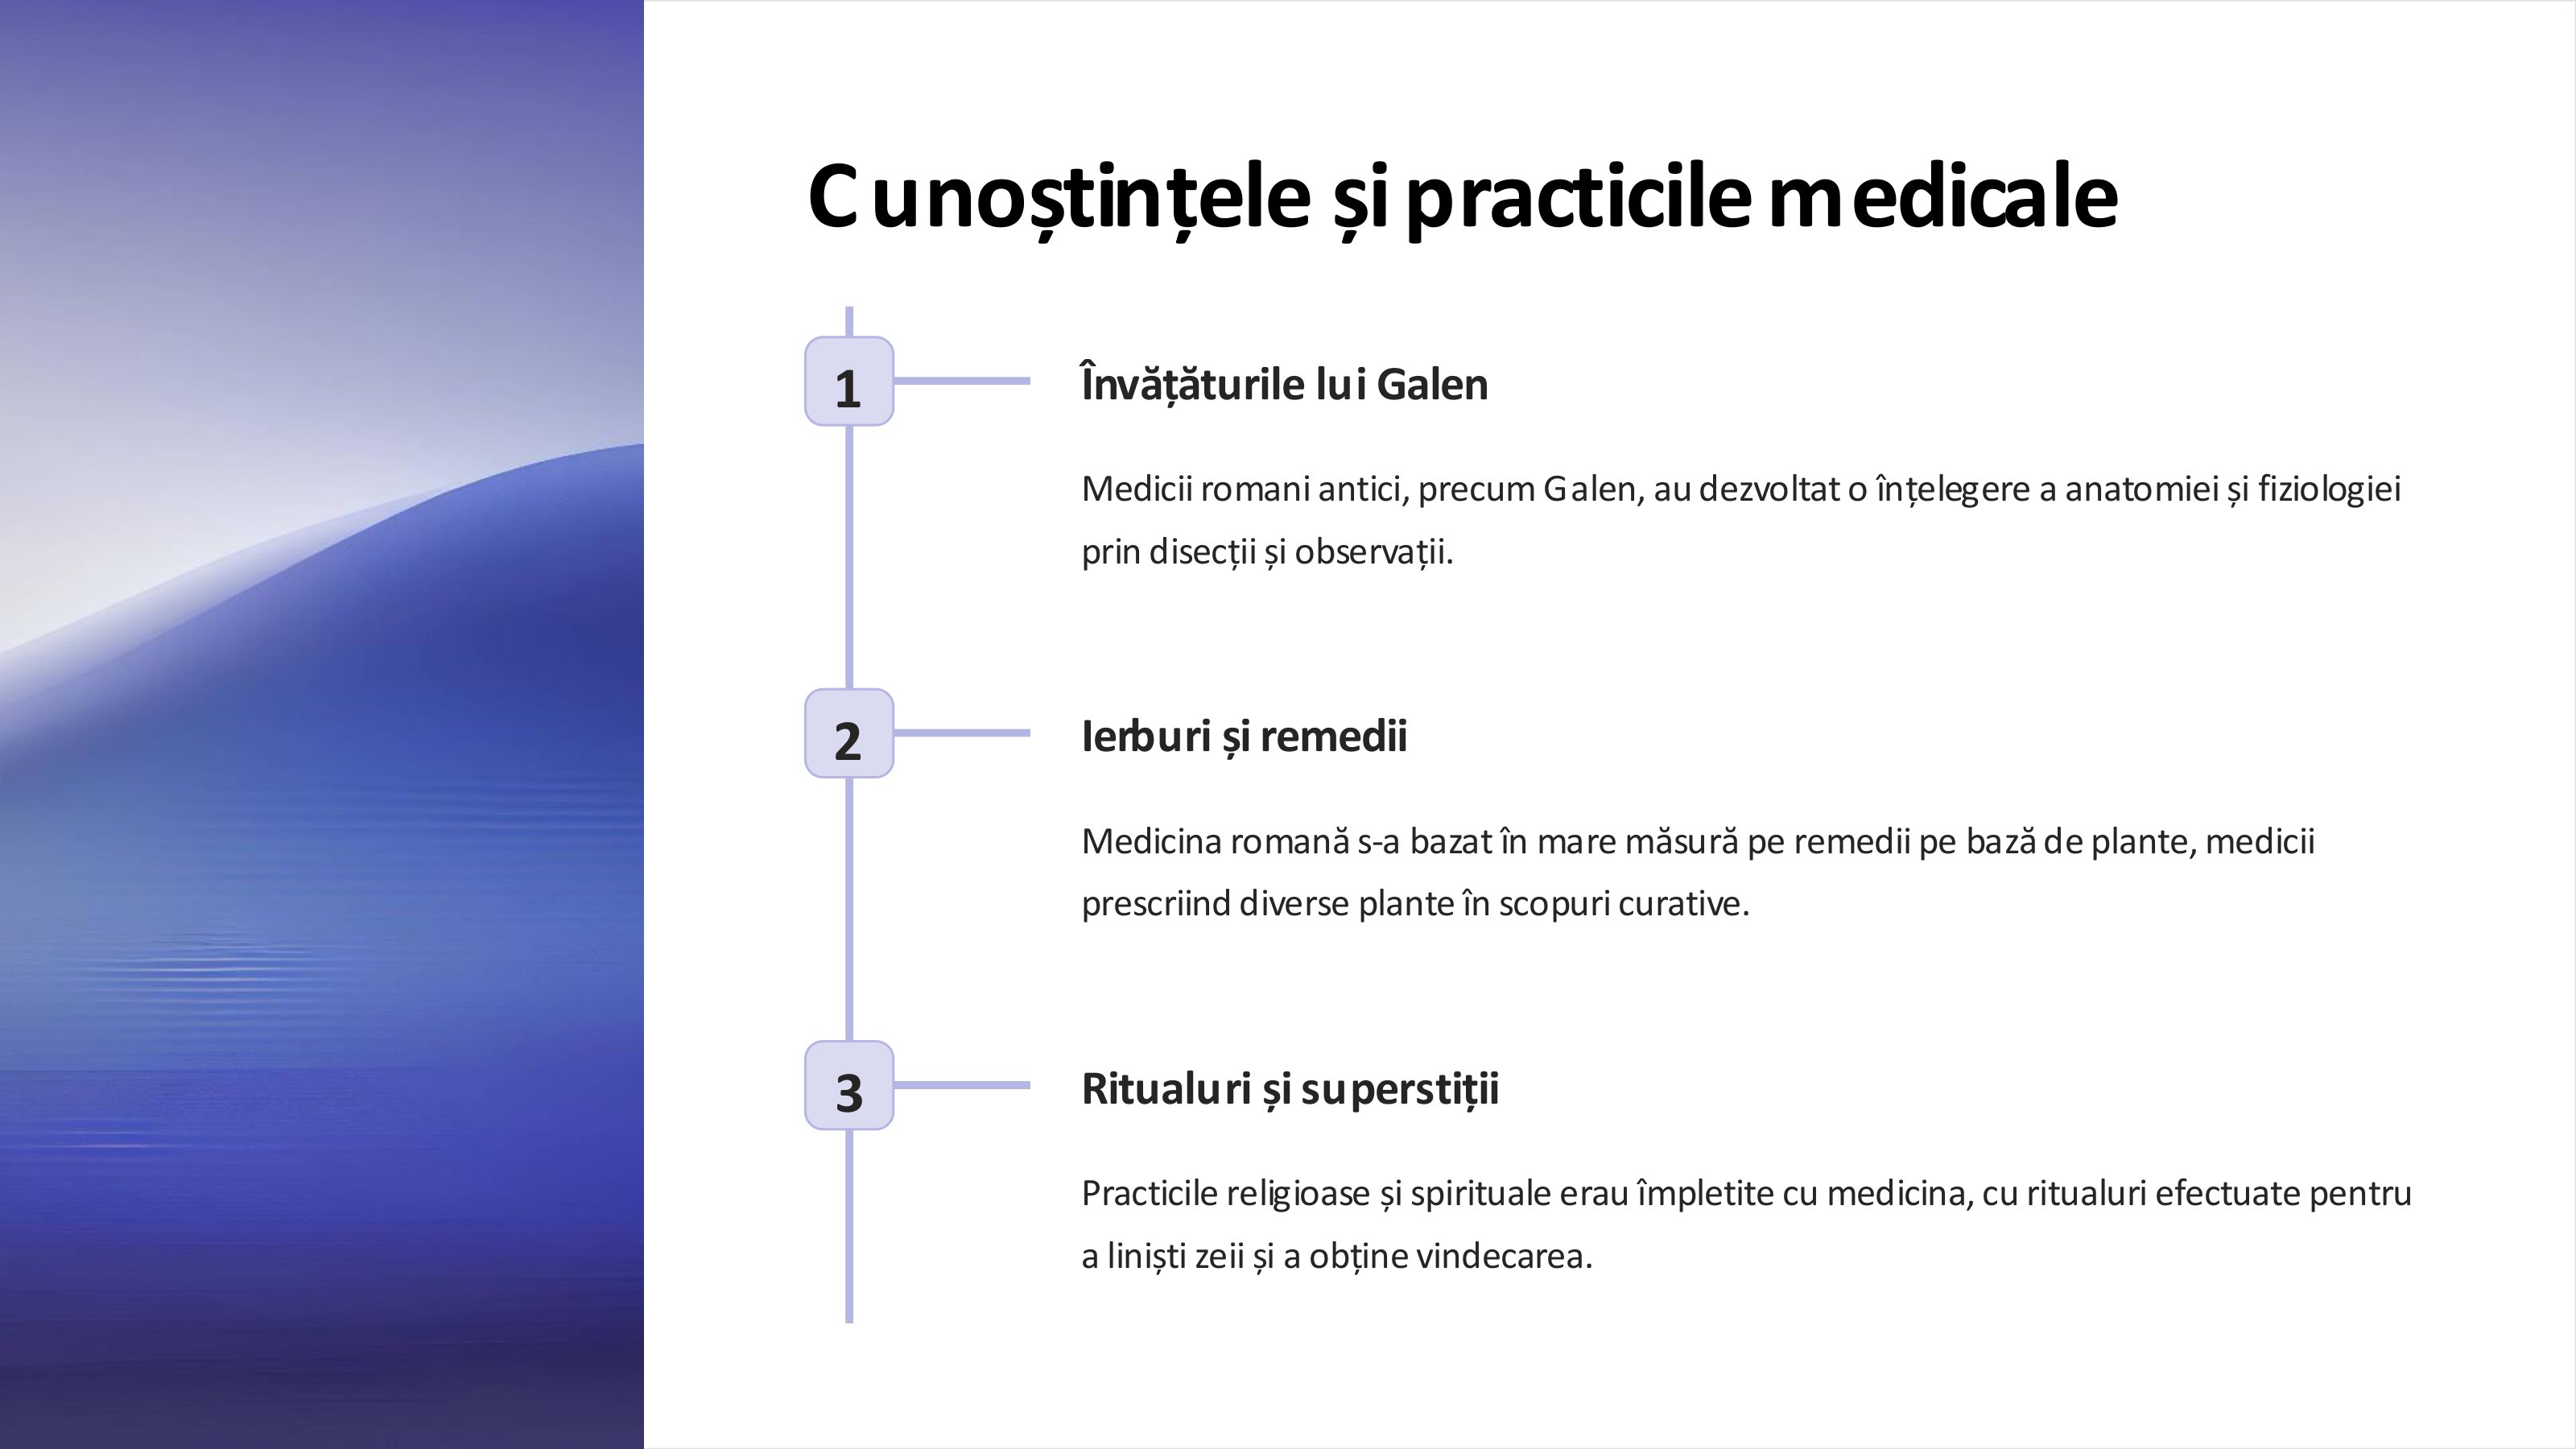 Cunoștințele și practicile medicale
1
Învățăturile lui Galen
Medicii romani antici, precum Galen, au dezvoltat o înțelegere a anatomiei și fiziologiei
prin disecții și observații.
2
Ierburi și remedii
Medicina romană s-a bazat în mare măsură pe remedii pe bază de plante, medicii
prescriind diverse plante în scopuri curative.
3
Ritualuri și superstiții
Practicile religioase și spirituale erau împletite cu medicina, cu ritualuri efectuate pentru
a liniști zeii și a obține vindecarea.